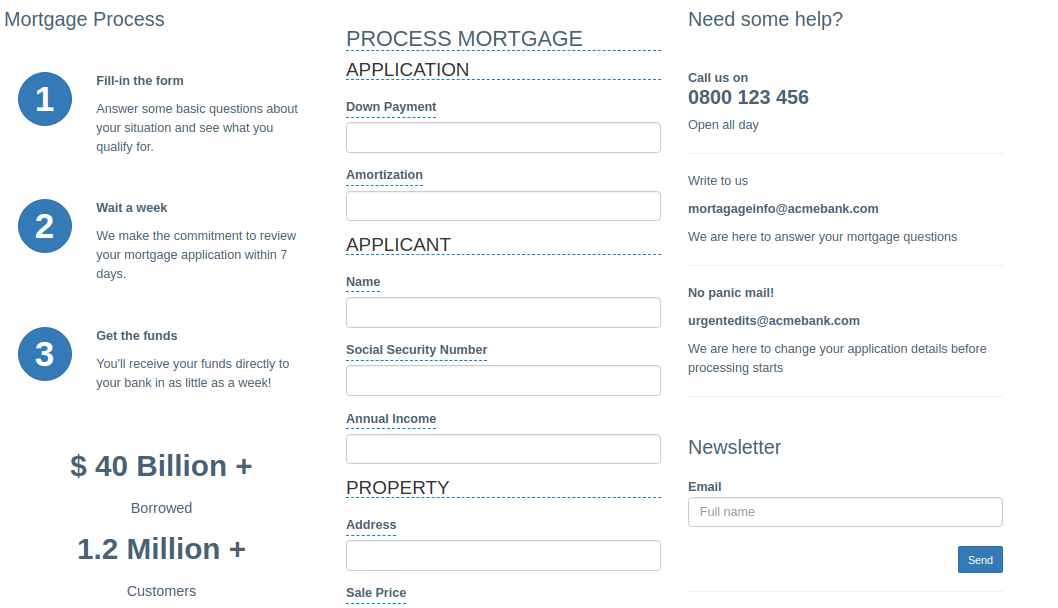 Mortgage Process
1
Fill-in the form
Answer some basic questions about
your situation and see what you
qualify for.
2
Wait a week
We make the commitment to review
your mortgage application within 7
days.
3
Get the funds
You'll receive your funds directly to
your bank in as little as a week!
$ 40 Billion +
Borrowed
1.2 Million +
Customers
PROCESS MORTGAGE
APPLICATION
Down Payment
Amortization
APPLICANT
Name
Social Security Number
Annual Income
PROPERTY
Address
Sale Price
Need some help?
Call us on
0800 123 456
Open all day
Write to us
mortagageinfo@acmebank.com
We are here to answer your mortgage questions
No panic mail!
urgentedits@acmebank.com
We are here to change your application details before
processing starts
Newsletter
Email
Full name
Send